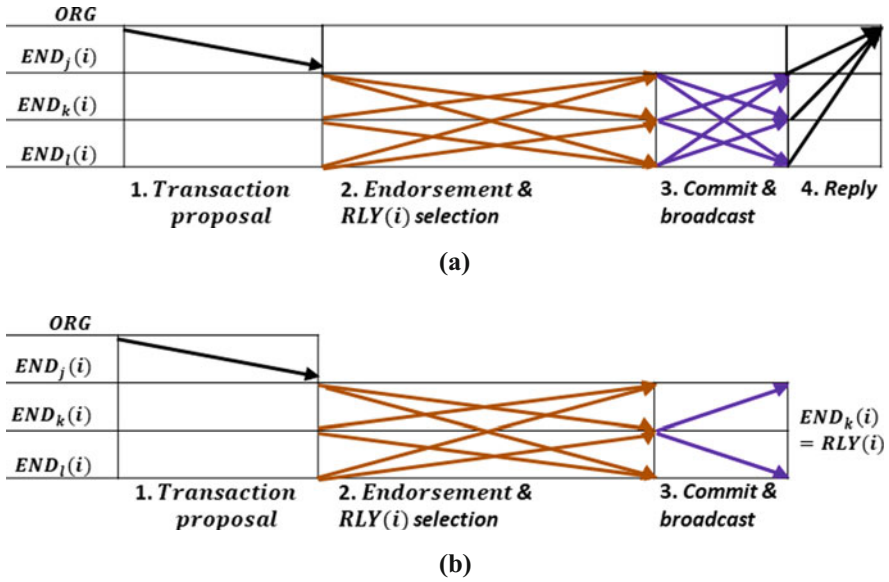 ORG
END_j(i)
END_k(i)
END_l(i)
1. Transaction proposal
2. Endorsement & RLY(i) selection
3. Commit & broadcast
4. Reply
(a)
ORG
END_j(i)
END_k(i)
END_l(i)
END_k(i)
= RLY(i)
1. Transaction proposal
2. Endorsement & RLY(i) selection
3. Commit & broadcast
(b)